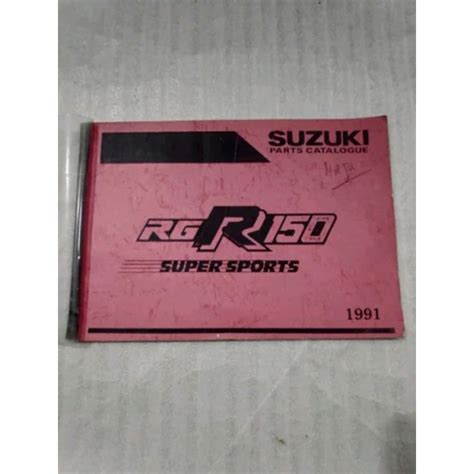 SUZUKI
PARTS CATALOGUE
RGR150
SUPER SPORTS
1991